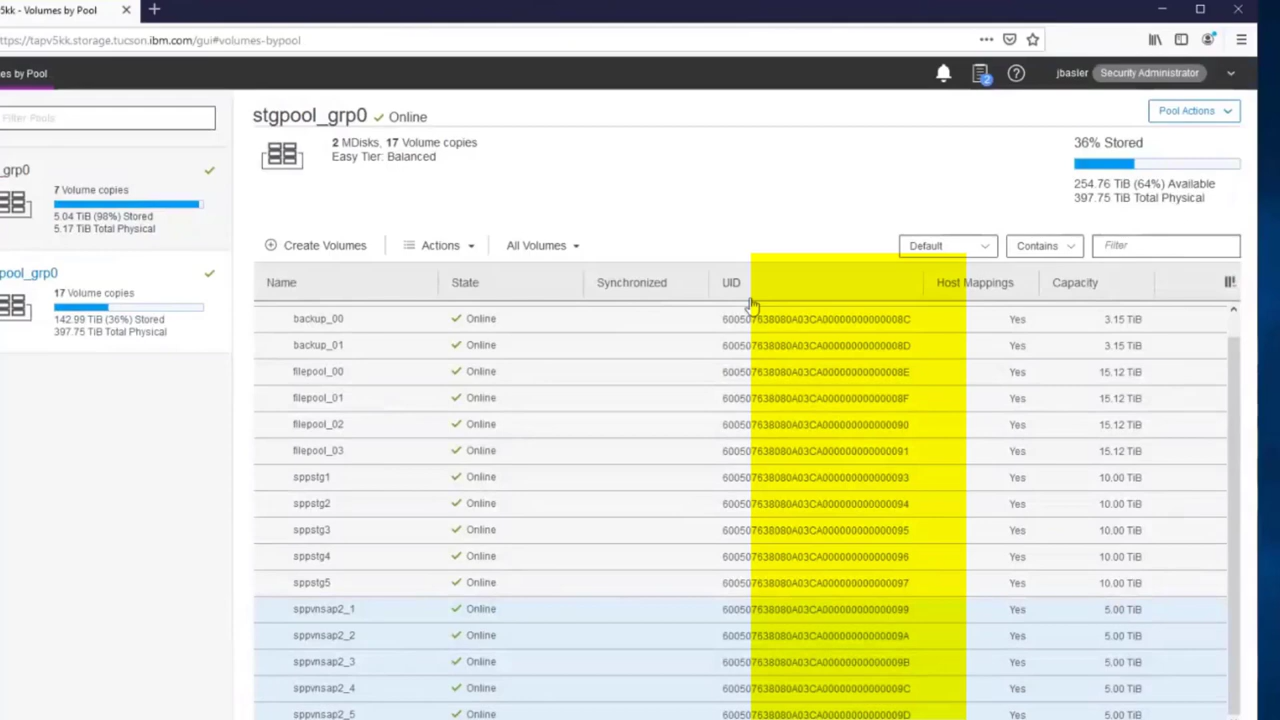 5kk - Volumes by Pool
https://tapv5kk.storage.tucson.ibm.com/gui#volumes-bypool
es by Pool
jbasler Security Administrator
2
Filter Pools
_grp0
7 Volume copies
5.04 TiB (98%) Stored
5.17 TiB Total Physical
pool_grp0
17 Volume copies
142.99 TiB (36%) Stored
397.75 TiB Total Physical
stgpool_grp0 Online
Pool Actions
2 MDisks, 17 Volume copies
Easy Tier: Balanced
36% Stored
254.76 TiB (64%) Available
397.75 TiB Total Physical
Create Volumes Actions All Volumes Default Contains Filter
Name State Synchronized UID Host Mappings Capacity
backup_00 Online 600507638080A03CA00000000000008C Yes 3.15 TiB
backup_01 Online 600507638080A03CA00000000000008D Yes 3.15 TiB
filepool_00 Online 600507638080A03CA00000000000008E Yes 15.12 TiB
filepool_01 Online 600507638080A03CA00000000000008F Yes 15.12 TiB
filepool_02 Online 600507638080A03CA000000000000090 Yes 15.12 TiB
filepool_03 Online 600507638080A03CA000000000000091 Yes 15.12 TiB
sppstg1 Online 600507638080A03CA000000000000093 Yes 10.00 TiB
sppstg2 Online 600507638080A03CA000000000000094 Yes 10.00 TiB
sppstg3 Online 600507638080A03CA000000000000095 Yes 10.00 TiB
sppstg4 Online 600507638080A03CA000000000000096 Yes 10.00 TiB
sppstg5 Online 600507638080A03CA000000000000097 Yes 10.00 TiB
sppvnsap2_1 Online 600507638080A03CA000000000000099 Yes 5.00 TiB
sppvnsap2_2 Online 600507638080A03CA00000000000009A Yes 5.00 TiB
sppvnsap2_3 Online 600507638080A03CA00000000000009B Yes 5.00 TiB
sppvnsap2_4 Online 600507638080A03CA00000000000009C Yes 5.00 TiB
sppvnsap2_5 Online 600507638080A03CA00000000000009D Yes 5.00 TiB